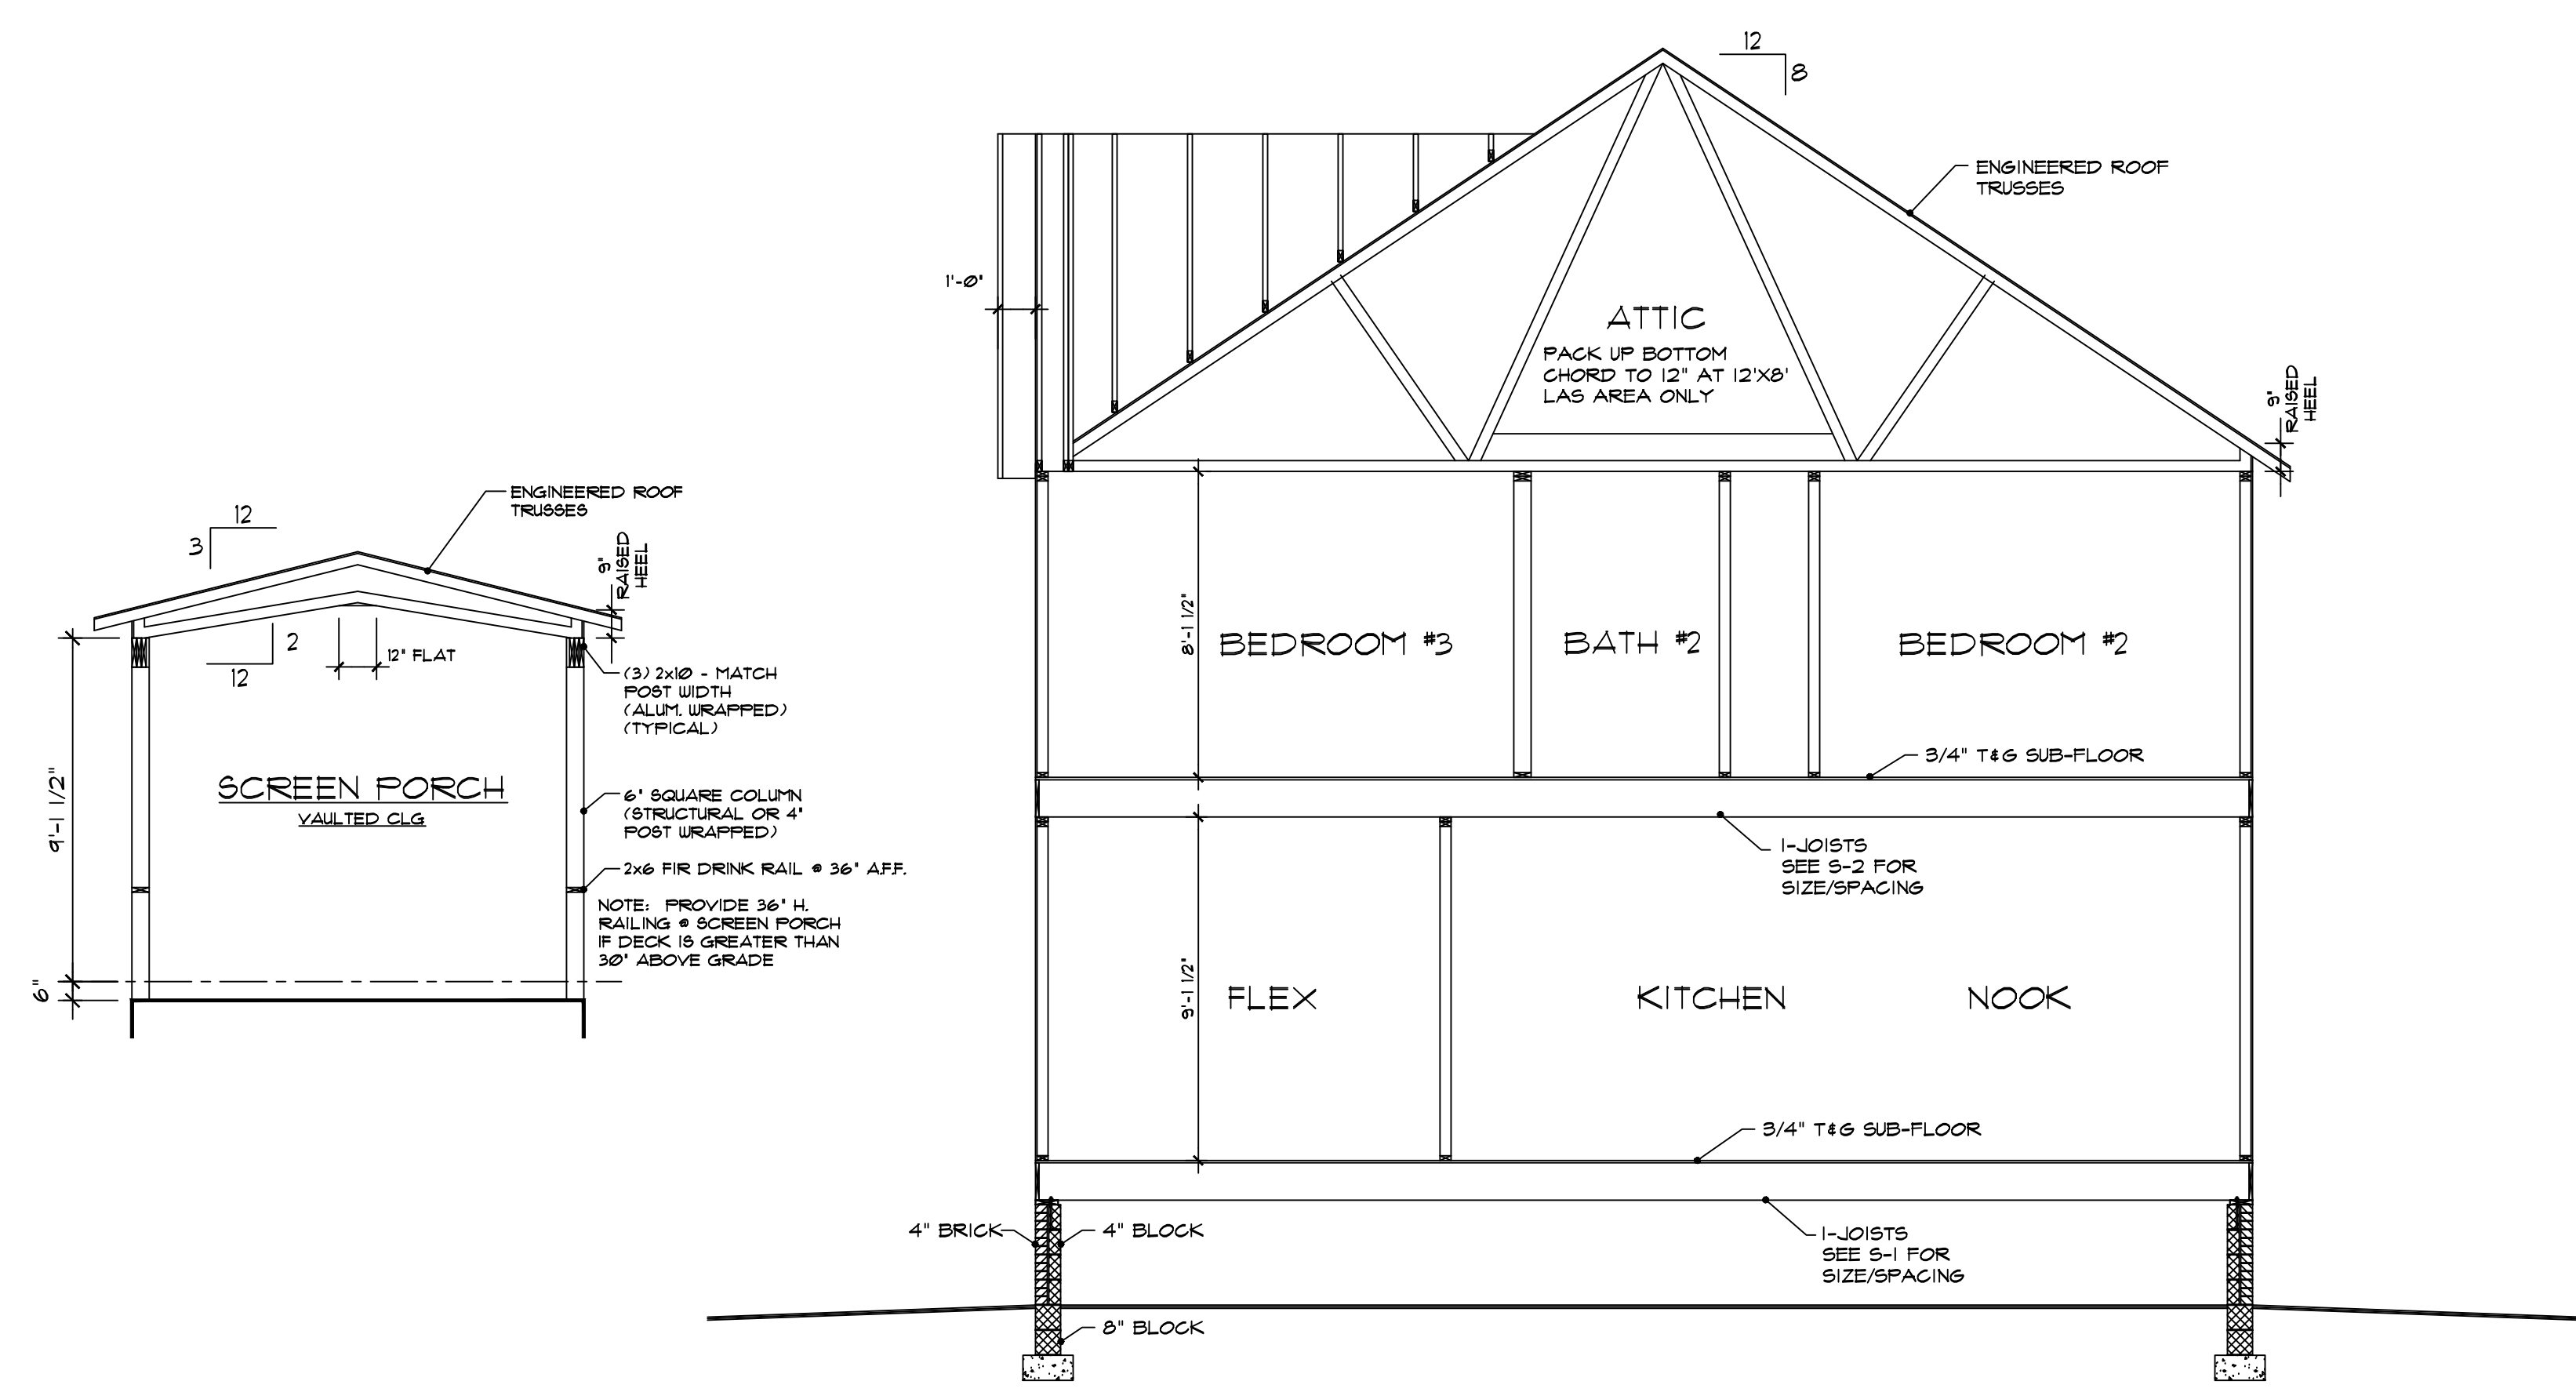 12
8
ENGINEERED ROOF
TRUSSES
1'-0"
ATTIC
PACK UP BOTTOM
CHORD TO 12" AT 12'X8'
LAS AREA ONLY
9"
RAISED
HEEL
BEDROOM #3
BATH #2
BEDROOM #2
8'-1 1/2"
3/4" T&G SUB-FLOOR
I-JOISTS
SEE S-2 FOR
SIZE/SPACING
FLEX
KITCHEN
NOOK
9'-1 1/2"
3/4" T&G SUB-FLOOR
4" BRICK
4" BLOCK
I-JOISTS
SEE S-1 FOR
SIZE/SPACING
8" BLOCK
ENGINEERED ROOF
TRUSSES
12
3
9"
RAISED
HEEL
2
12
12" FLAT
(3) 2x10 - MATCH
POST WIDTH
(ALUM. WRAPPED)
(TYPICAL)
SCREEN PORCH
VAULTED CLG
9'-1 1/2"
6" SQUARE COLUMN
(STRUCTURAL OR 4"
POST WRAPPED)
2x6 FIR DRINK RAIL @ 36" A.F.F.
NOTE: PROVIDE 36" H.
RAILING @ SCREEN PORCH
IF DECK IS GREATER THAN
30" ABOVE GRADE
6"